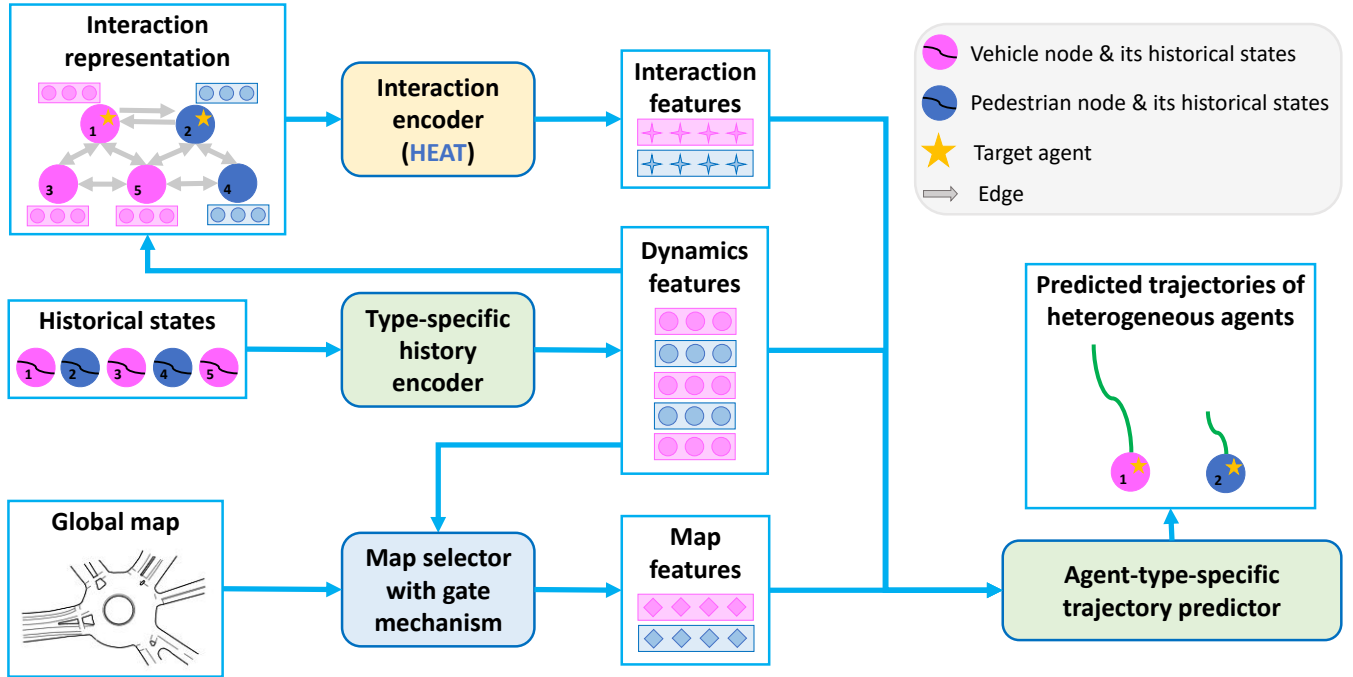 Interaction
representation
1
2
3
5
4
Interaction
encoder
(HEAT)
Interaction
features
Vehicle node & its historical states
Pedestrian node & its historical states
Target agent
Edge
Historical states
1 2 3 4 5
Type-specific
history
encoder
Dynamics
features
Predicted trajectories of
heterogeneous agents
1 2
Global map
Map selector
with gate
mechanism
Map
features
Agent-type-specific
trajectory predictor